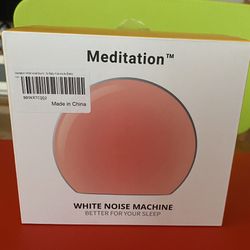 Meditation™
Made in China
WHITE NOISE MACHINE
BETTER FOR YOUR SLEEP